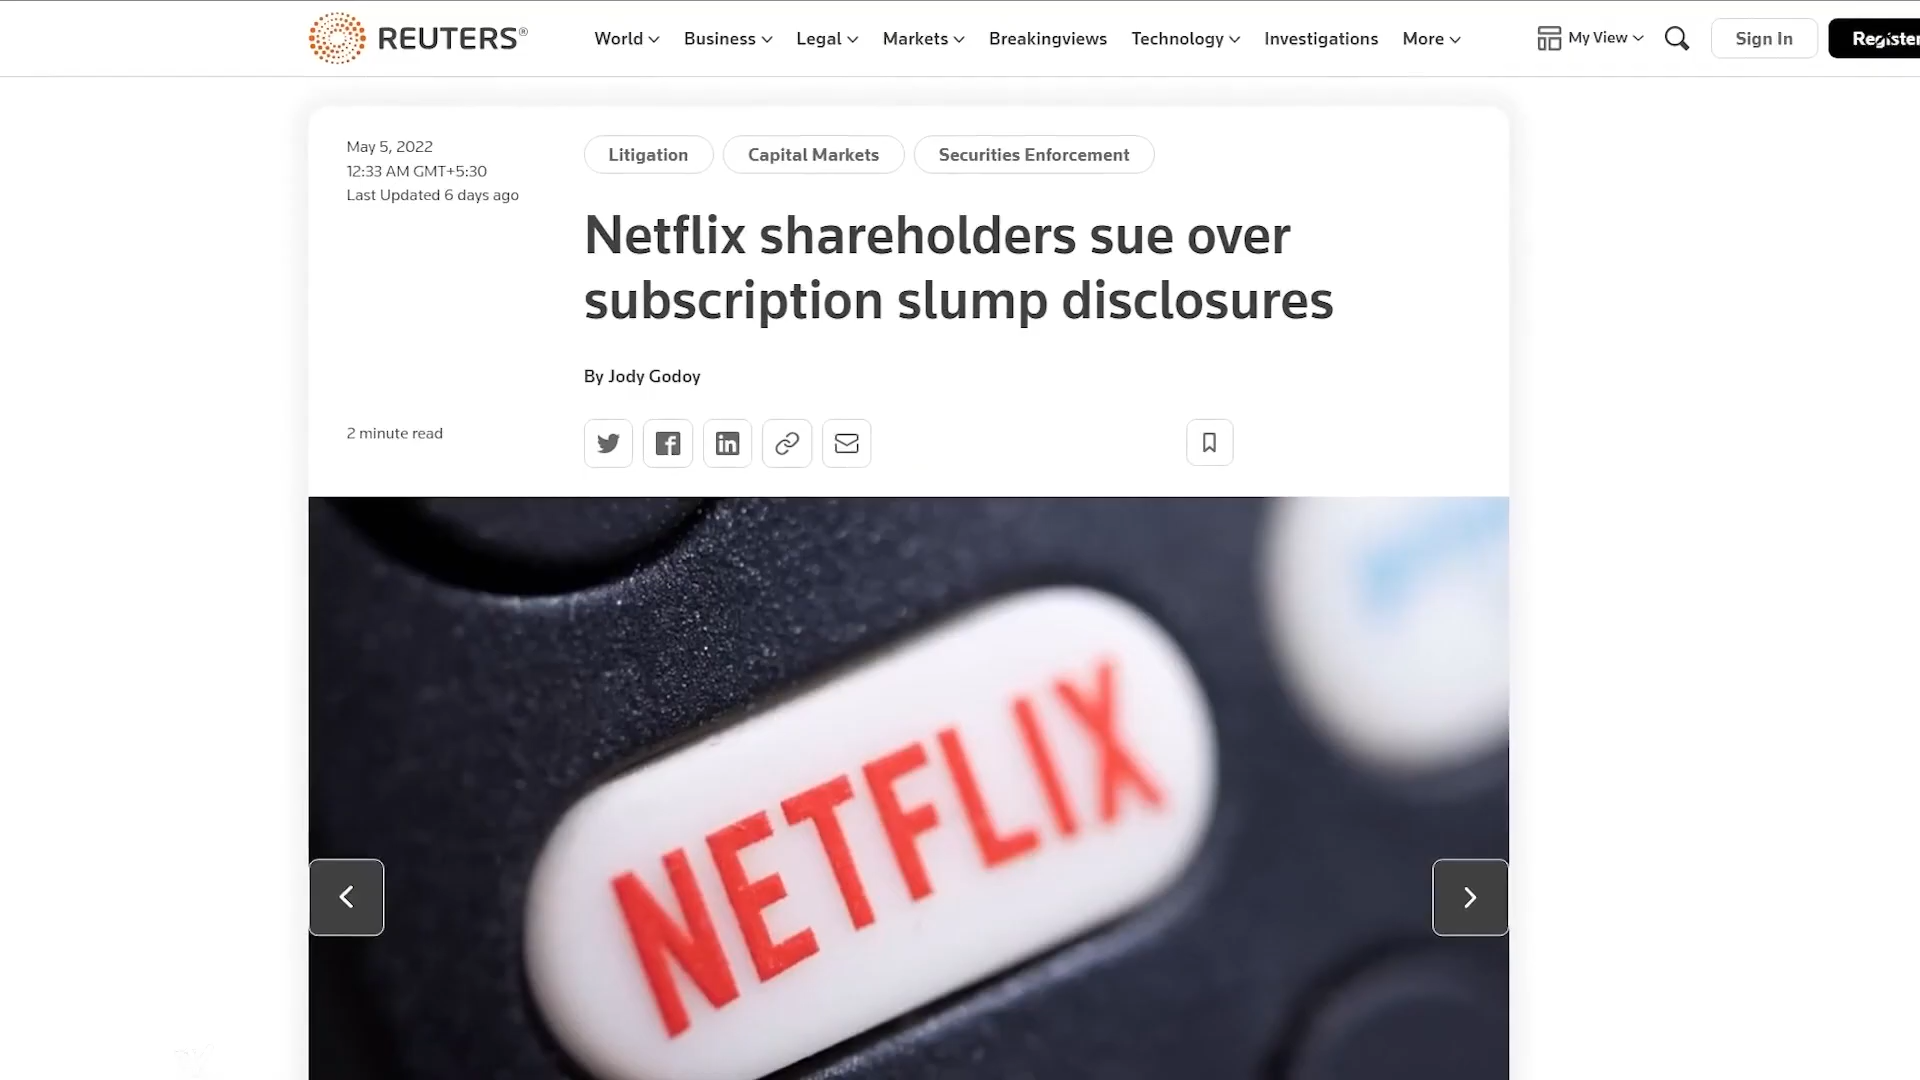 REUTERS®
World
Business
Legal
Markets
Breakingviews
Technology
Investigations
More
My View
Sign In
Register
May 5, 2022
12:33 AM GMT+5:30
Last Updated 6 days ago
Litigation
Capital Markets
Securities Enforcement
Netflix shareholders sue over
subscription slump disclosures
By Jody Godoy
2 minute read
in
NETFLIX